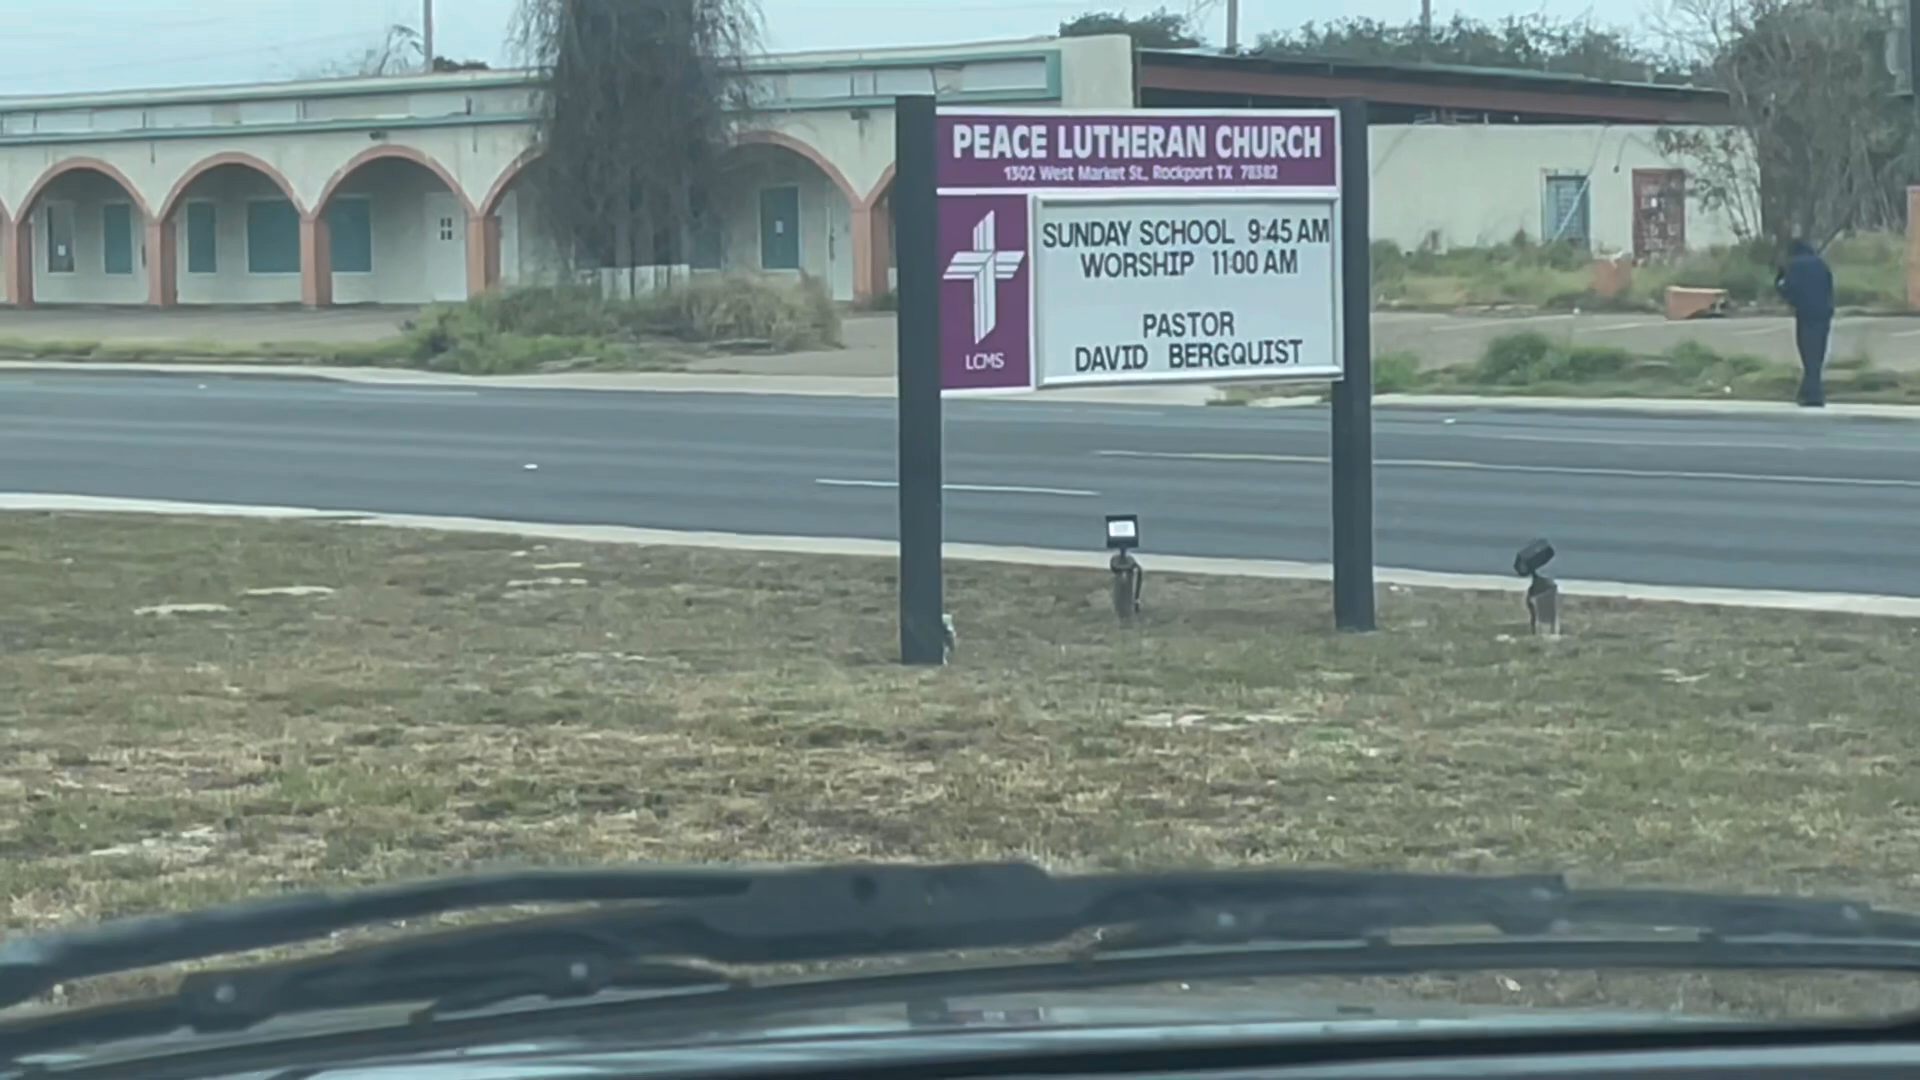 PEACE LUTHERAN CHURCH
1302 West Market St., Rockport TX 78382
LCMS
SUNDAY SCHOOL 9:45 AM
WORSHIP 11:00 AM
PASTOR
DAVID BERGQUIST